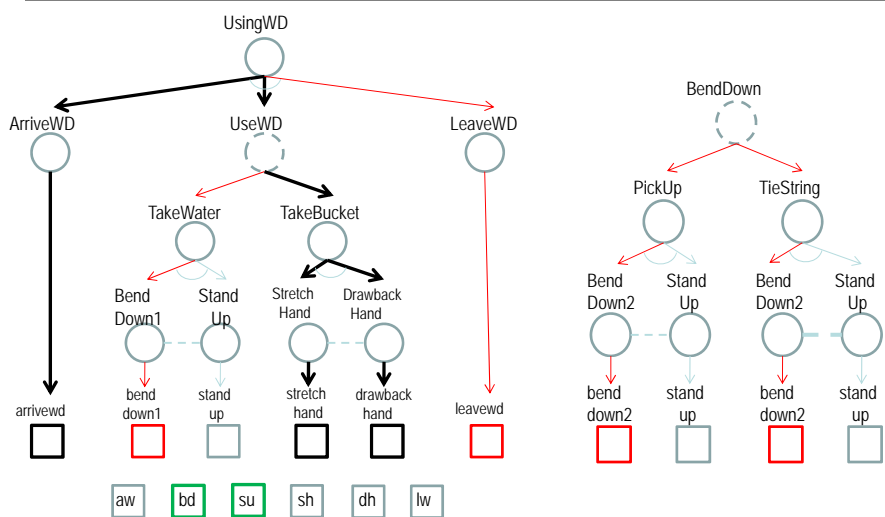 UsingWD
ArriveWD
UseWD
LeaveWD
TakeWater
TakeBucket
Bend
Down1
Stand
Up
Stretch
Hand
Drawback
Hand
arrivewd
bend
down1
stand
up
stretch
hand
drawback
hand
leavewd
aw
bd
su
sh
dh
lw
BendDown
PickUp
TieString
Bend
Down2
Stand
Up
Bend
Down2
Stand
Up
bend
down2
stand
up
bend
down2
stand
up